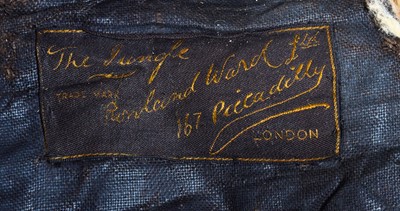 The Jungle
TRADE MARK
Rowland Ward Ltd
167 Piccadilly
LONDON